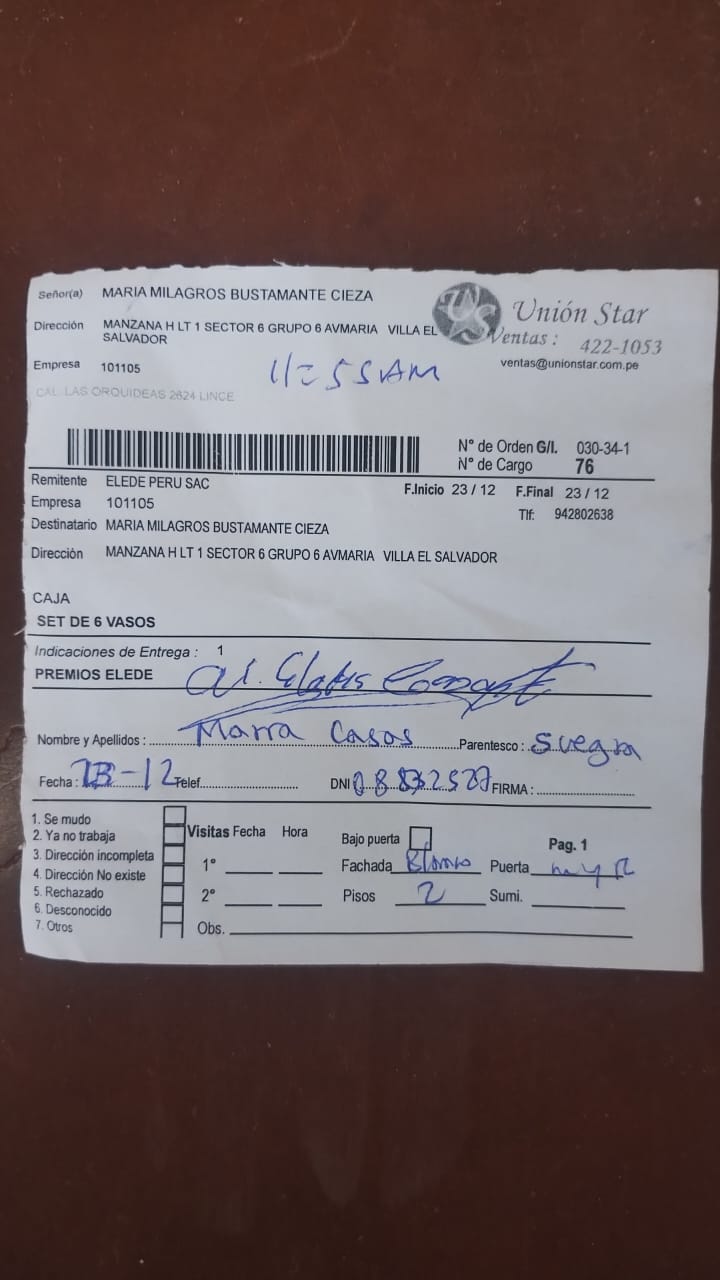 Señor(a) MARIA MILAGROS BUSTAMANTE CIEZA
Unión Star
Dirección MANZANA H LT 1 SECTOR 6 GRUPO 6 AVMARIA VILLA EL SALVADOR
Ventas : 422-1053
ventas@unionstar.com.pe
Empresa 101105
11:55 AM
CAL. LAS ORQUIDEAS 2624 LINCE
N° de Orden G/I. 030-34-1
N° de Cargo 76
Remitente ELEDE PERU SAC
F.Inicio 23 / 12 F.Final 23 / 12
Empresa 101105
Tlf: 942802638
Destinatario MARIA MILAGROS BUSTAMANTE CIEZA
Dirección MANZANA H LT 1 SECTOR 6 GRUPO 6 AVMARIA VILLA EL SALVADOR
CAJA
SET DE 6 VASOS
Indicaciones de Entrega : 1
PREMIOS ELEDE
Nombre y Apellidos : Maria Casas Parentesco : Suegra
Fecha : -12 Telef. DNI FIRMA :
1. Se mudo
2. Ya no trabaja
3. Dirección incompleta
4. Dirección No existe
5. Rechazado
6. Desconocido
7. Otros
Visitas Fecha Hora
1°
2°
Obs.
Bajo puerta
Pag. 1
Fachada Blanco Puerta
Pisos 2 Sumi.